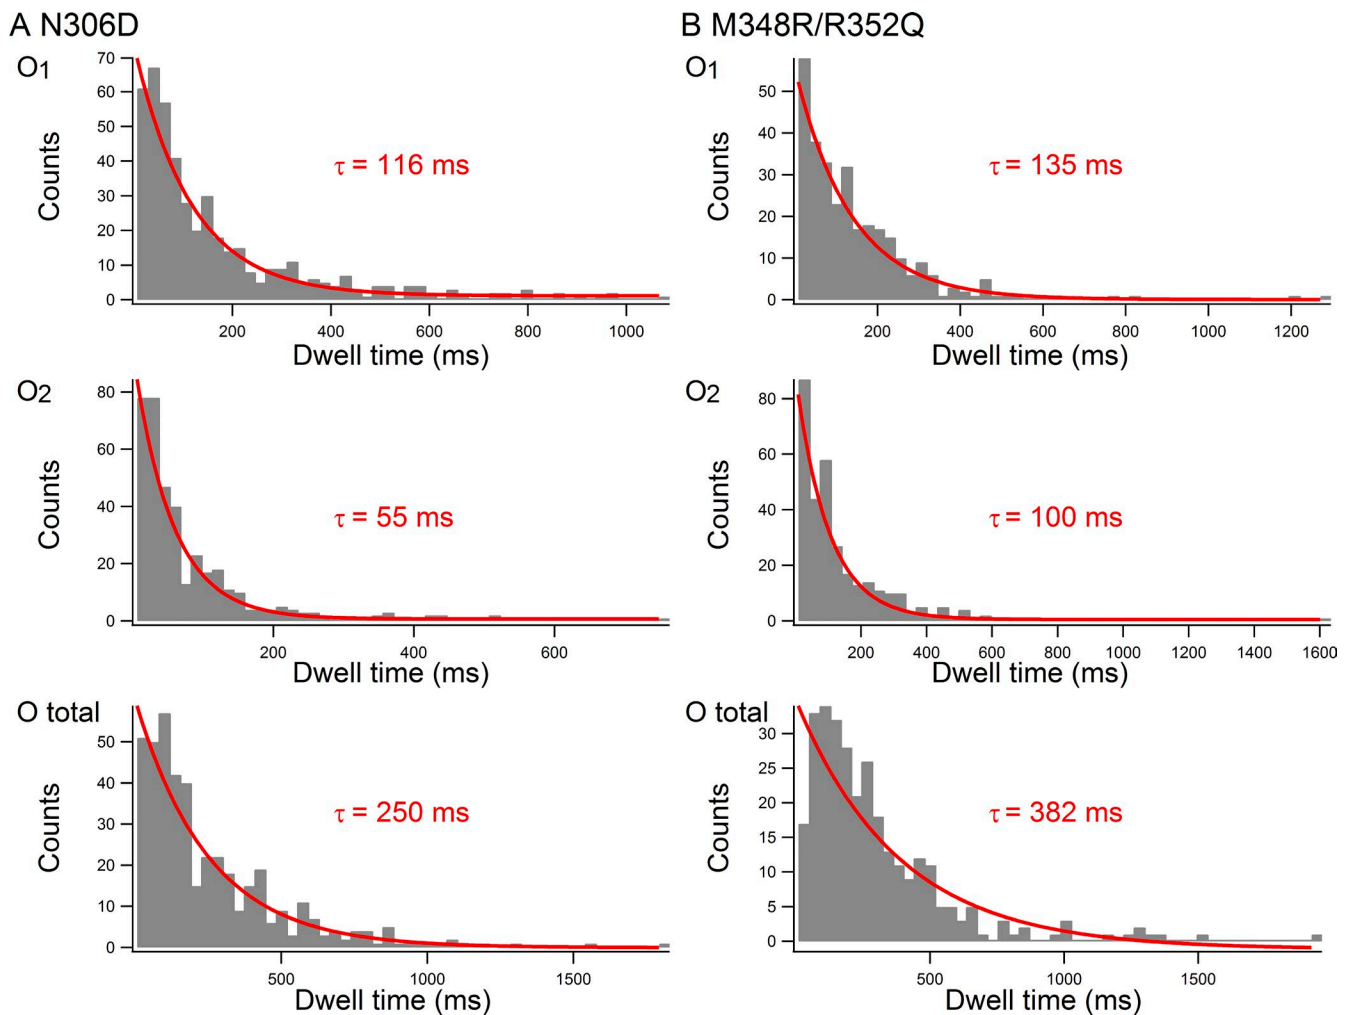 A N306D
O1
Counts
70
60
50
40
30
20
10
0
τ = 116 ms
200
400
600
800
1000
Dwell time (ms)
O2
Counts
80
60
40
20
0
τ = 55 ms
200
400
600
Dwell time (ms)
O total
Counts
50
40
30
20
10
0
τ = 250 ms
500
1000
1500
Dwell time (ms)
B M348R/R352Q
O1
Counts
50
40
30
20
10
0
τ = 135 ms
200
400
600
800
1000
1200
Dwell time (ms)
O2
Counts
80
60
40
20
0
τ = 100 ms
200
400
600
800
1000
1200
1400
1600
Dwell time (ms)
O total
Counts
30
25
20
15
10
5
0
τ = 382 ms
500
1000
1500
Dwell time (ms)